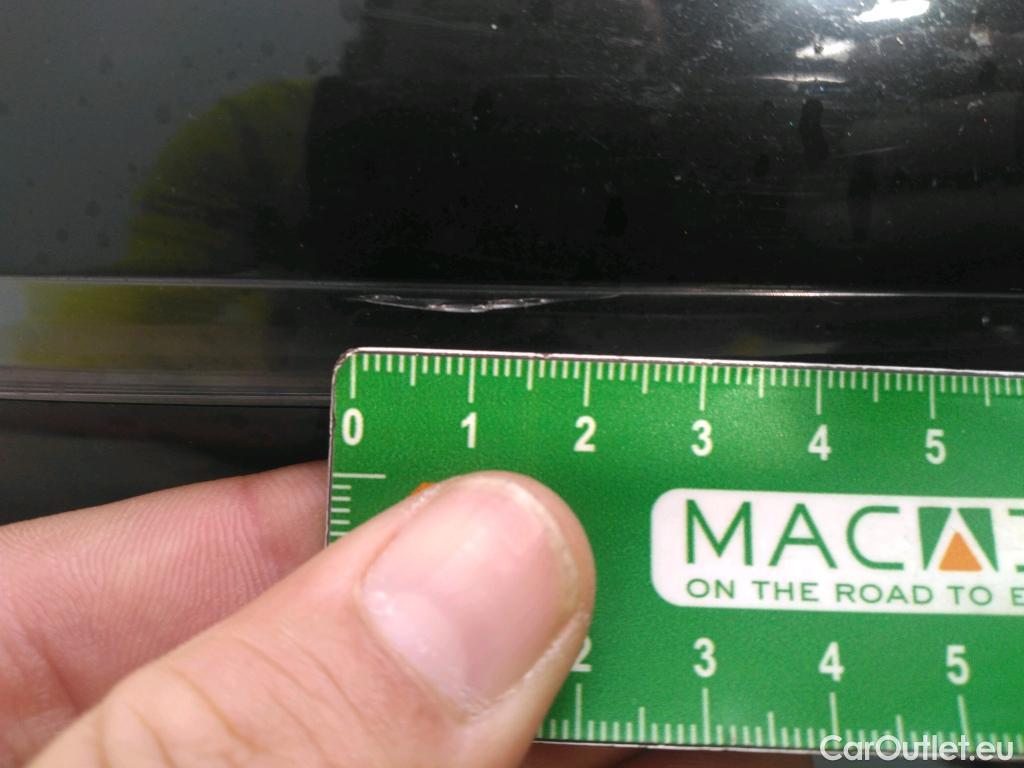 0 1 2 3 4 5
MAC
ON THE ROAD TO
2 3 4 5
CarOutlet.eu